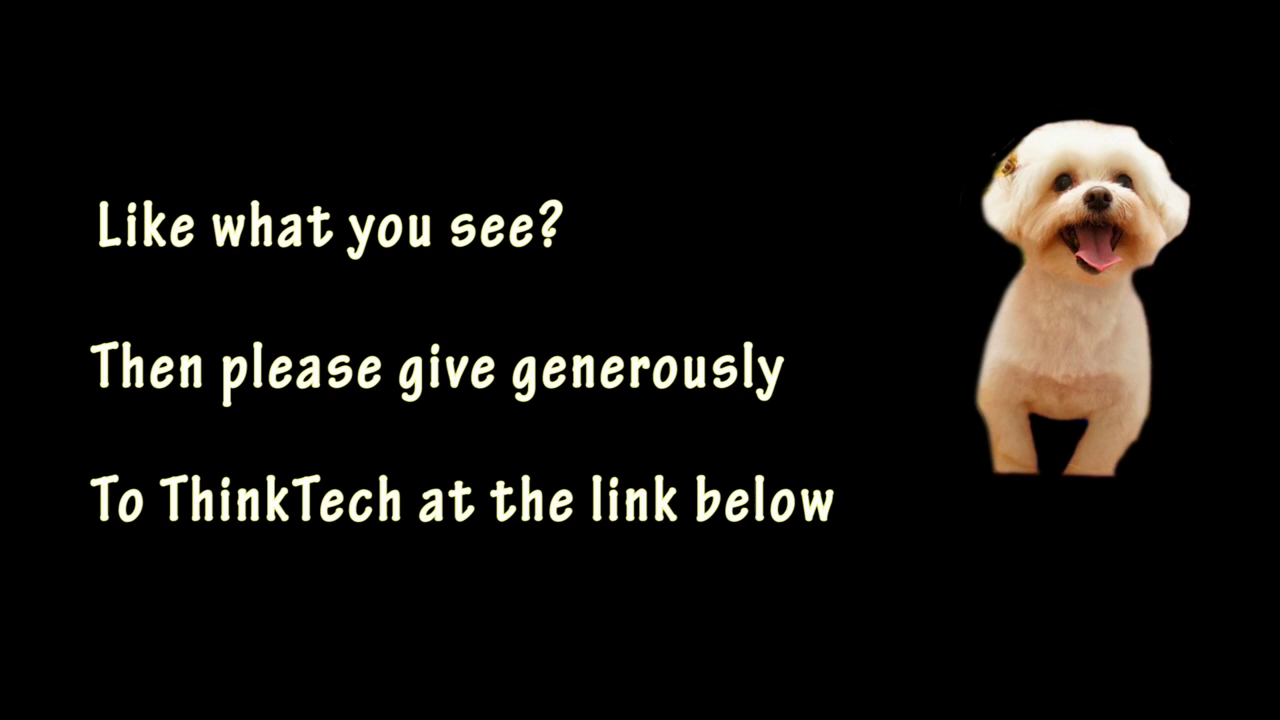 Like what you see?
Then please give generously
To ThinkTech at the link below